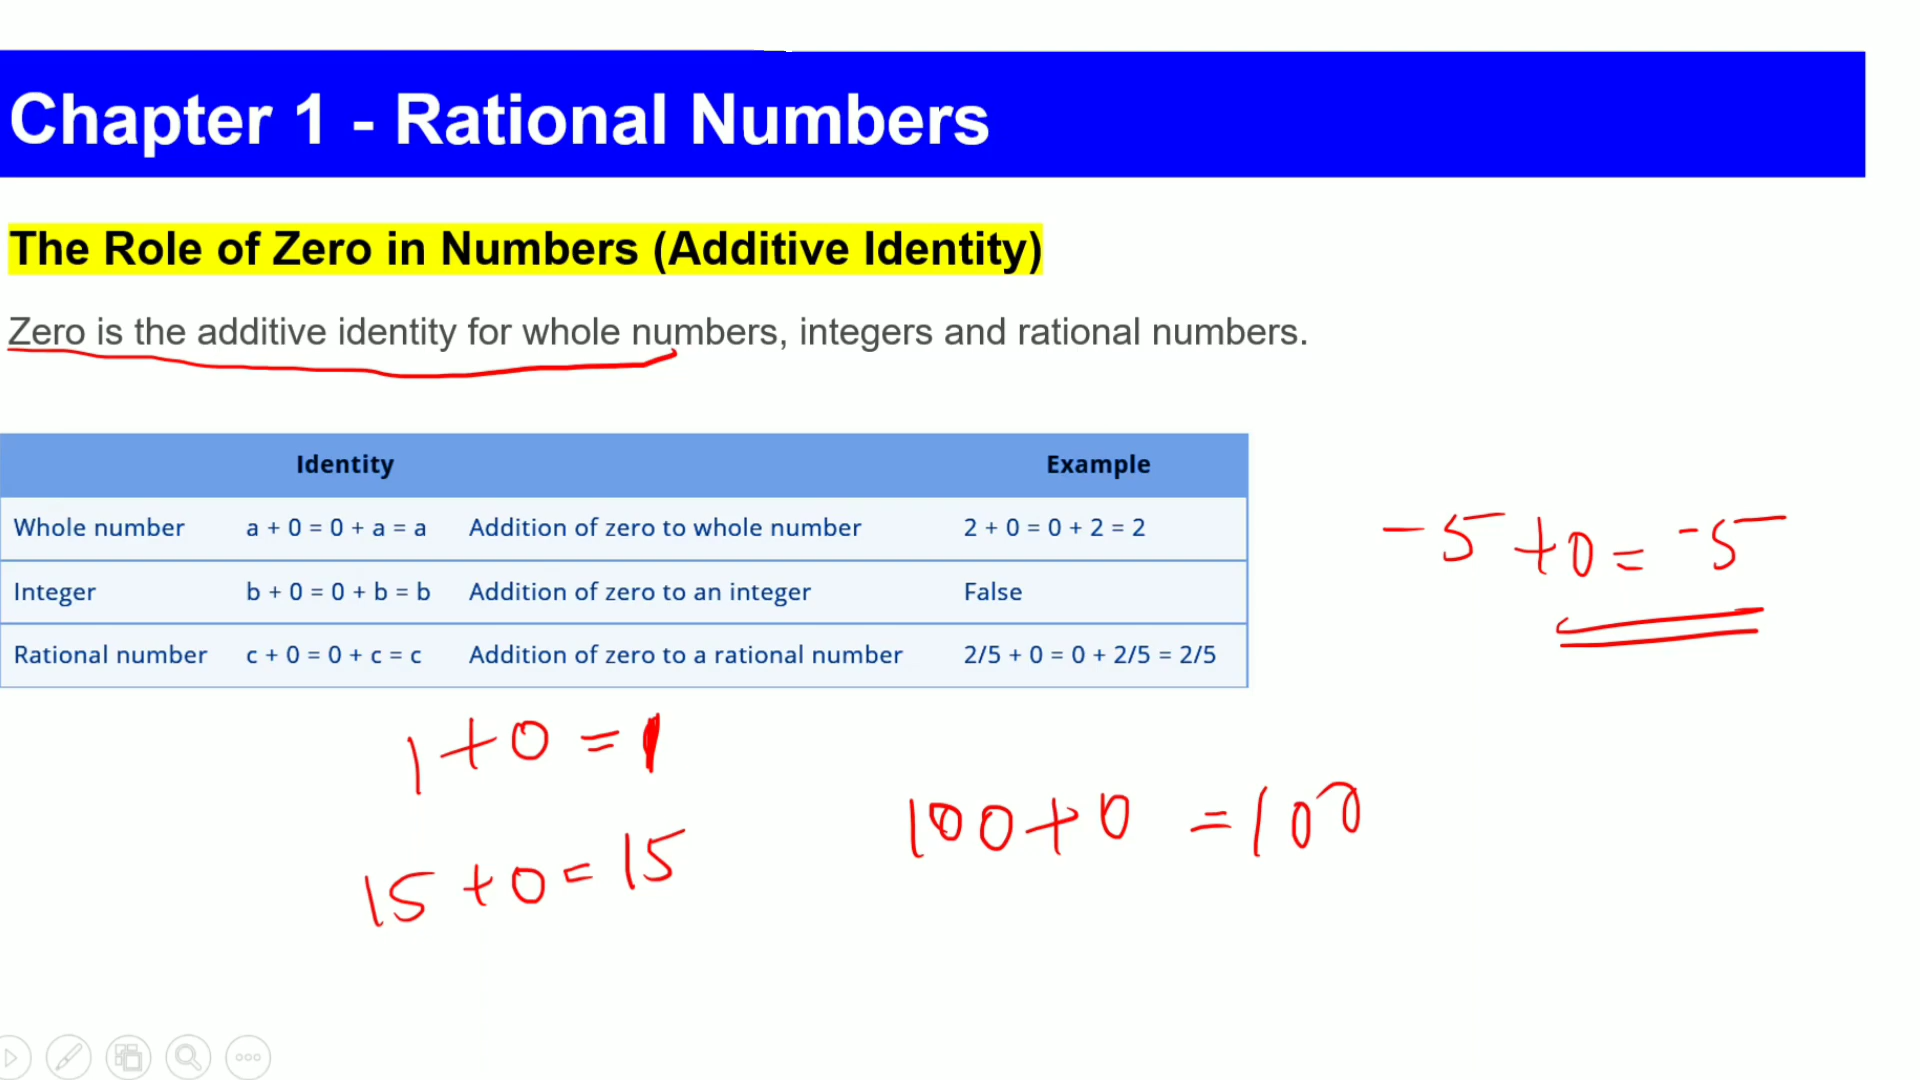 Chapter 1 - Rational Numbers
The Role of Zero in Numbers (Additive Identity)
Zero is the additive identity for whole numbers, integers and rational numbers.
Identity Example
Whole number a + 0 = 0 + a = a Addition of zero to whole number 2 + 0 = 0 + 2 = 2
Integer b + 0 = 0 + b = b Addition of zero to an integer False
Rational number c + 0 = 0 + c = c Addition of zero to a rational number 2/5 + 0 = 0 + 2/5 = 2/5
-5+0 = -5
1+0 = 1
100+0 = 100
15+0=15